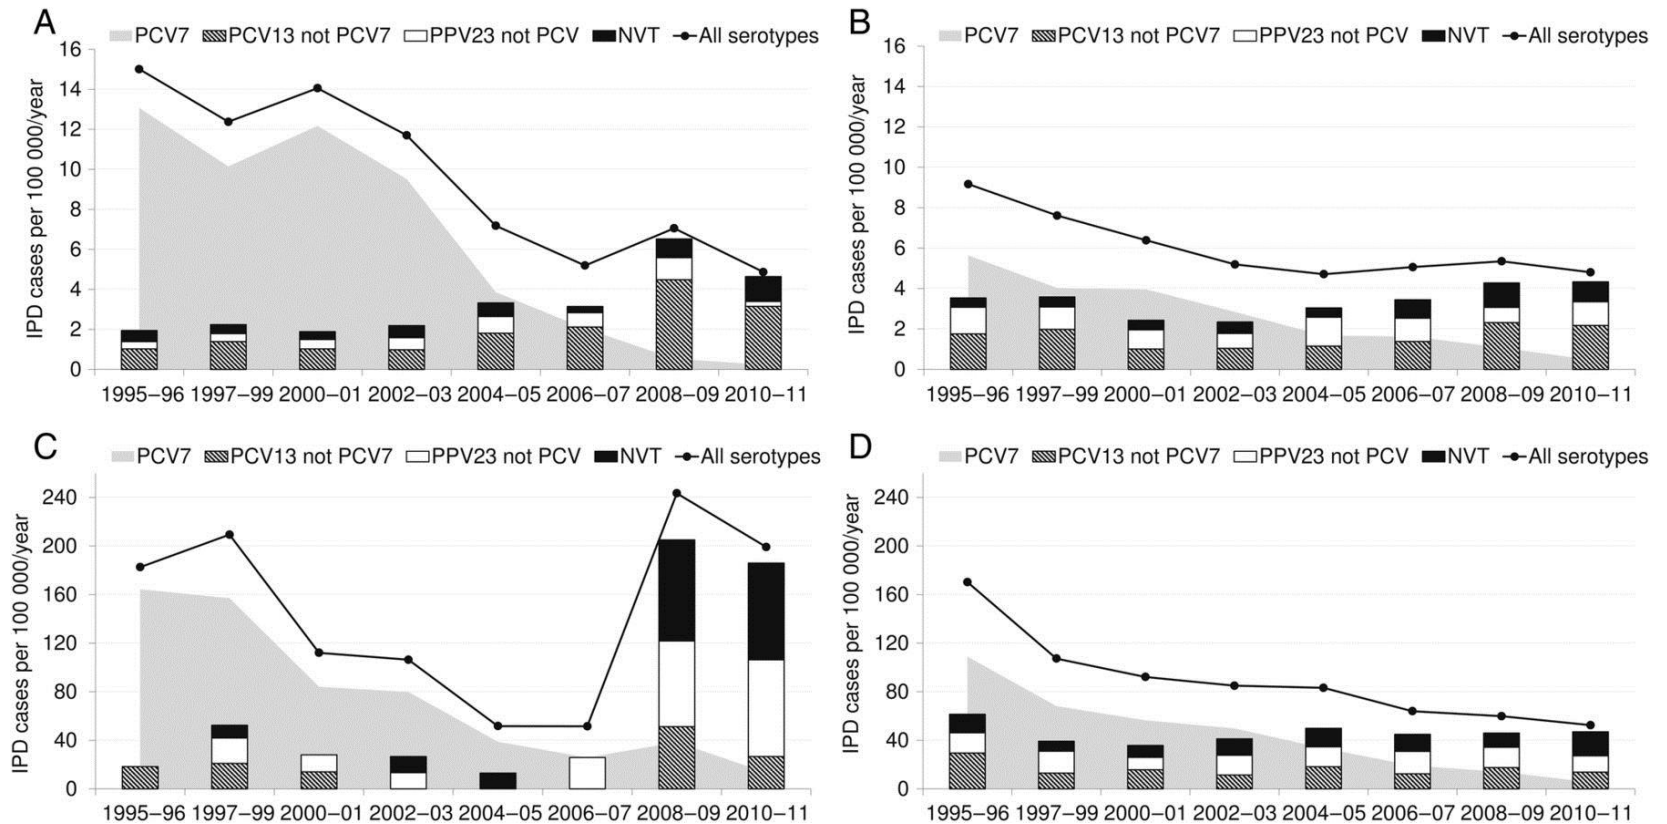 A
PCV7 PCV13 not PCV7 PPV23 not PCV NVT All serotypes
IPD cases per 100 000/year
16
14
12
10
8
6
4
2
0
1995–96 1997–99 2000–01 2002–03 2004–05 2006–07 2008–09 2010–11
B
PCV7 PCV13 not PCV7 PPV23 not PCV NVT All serotypes
IPD cases per 100 000/year
16
14
12
10
8
6
4
2
0
1995–96 1997–99 2000–01 2002–03 2004–05 2006–07 2008–09 2010–11
C
PCV7 PCV13 not PCV7 PPV23 not PCV NVT All serotypes
IPD cases per 100 000/year
240
200
160
120
80
40
0
1995–96 1997–99 2000–01 2002–03 2004–05 2006–07 2008–09 2010–11
D
PCV7 PCV13 not PCV7 PPV23 not PCV NVT All serotypes
IPD cases per 100 000/year
240
200
160
120
80
40
0
1995–96 1997–99 2000–01 2002–03 2004–05 2006–07 2008–09 2010–11